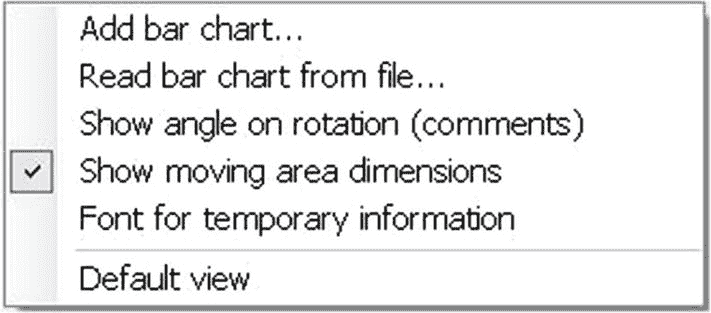 Add bar chart...
Read bar chart from file...
Show angle on rotation (comments)
Show moving area dimensions
Font for temporary information
Default view